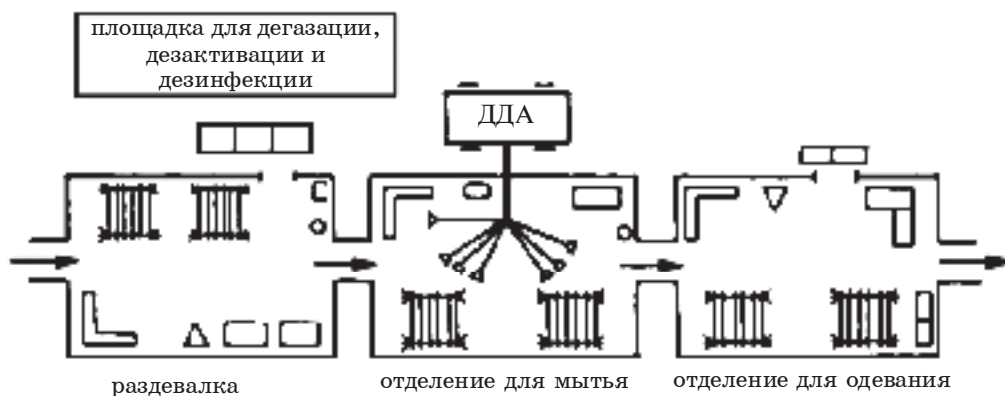 площадка для дегазации,
дезактивации и
дезинфекции
ДДА
раздевалка
отделение для мытья
отделение для одевания